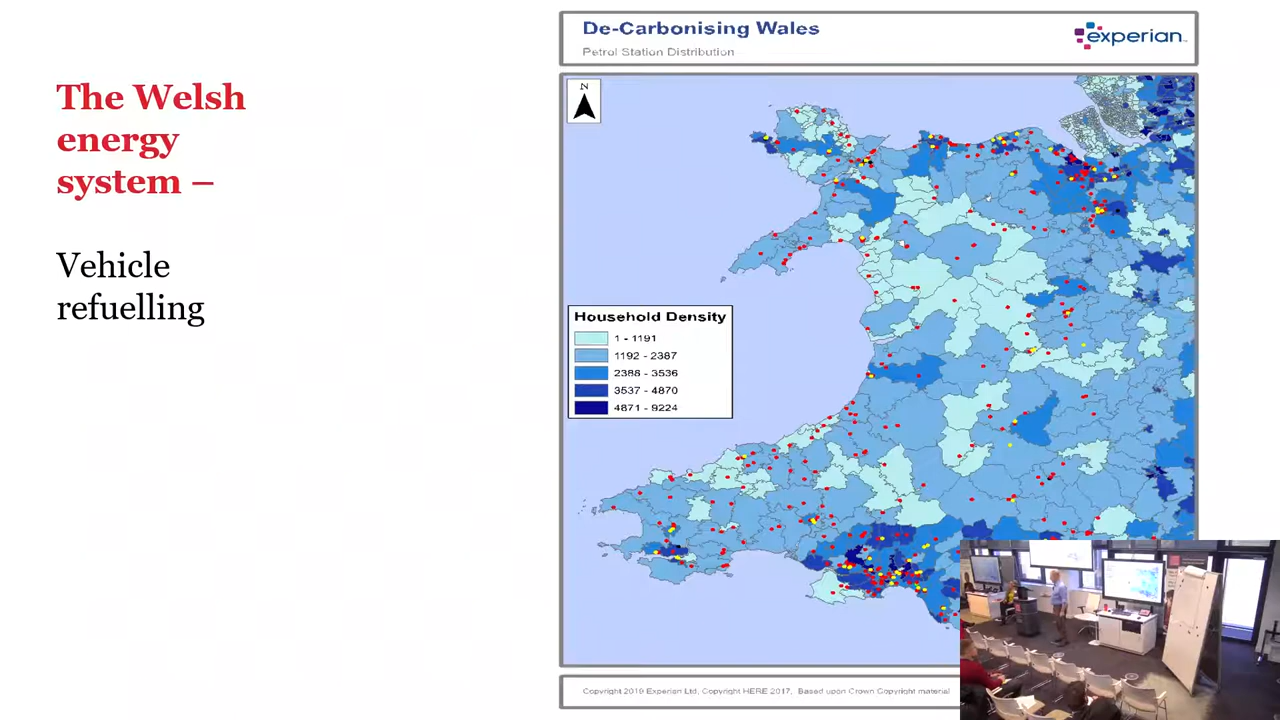 The Welsh
energy
system –
Vehicle
refuelling
De-Carbonising Wales
Petrol Station Distribution
experian™
N
Household Density
1 - 1191
1192 - 2387
2388 - 3536
3537 - 4870
4871 - 9224
Copyright 2019 Experian Ltd, Copyright HERE 2017. Based upon Crown Copyright material